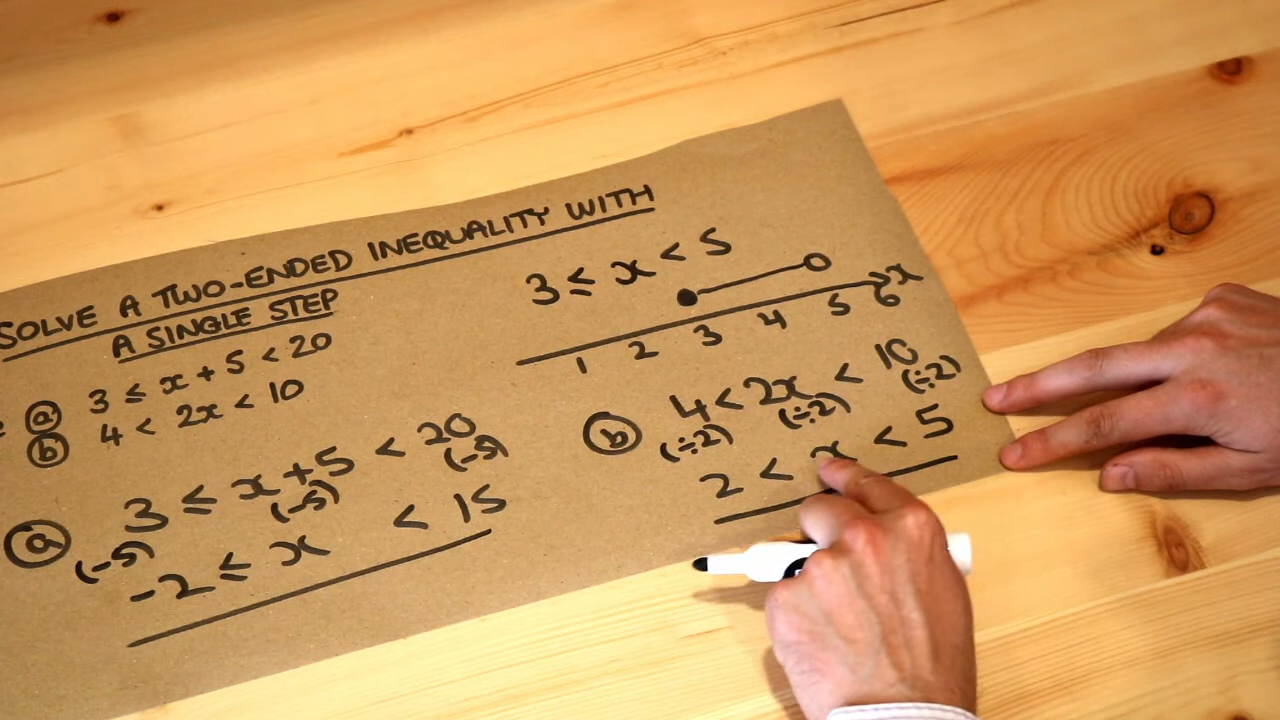 SOLVE A TWO-ENDED INEQUALITY WITH
A SINGLE STEP
ⓐ 3 ≤ x + 5 < 20
ⓑ 4 < 2x < 10
3 ≤ x < 5
1 2 3 4 5 6 x
ⓐ 3 ≤ x + 5 < 20
(-5) (-5) (-5)
-2 ≤ x < 15
ⓑ 4 < 2x < 10
(÷2) (÷2) (÷2)
2 < x < 5